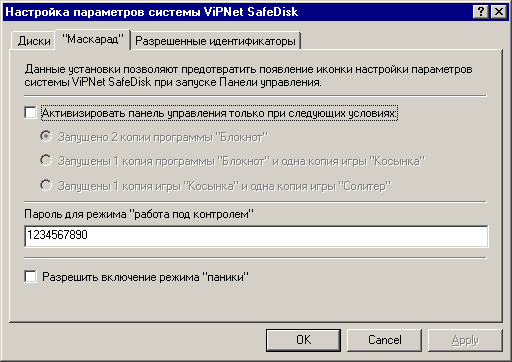 Настройка параметров системы ViPNet SafeDisk
Диски
"Маскарад"
Разрешенные идентификаторы
Данные установки позволяют предотвратить появление иконки настройки параметров
системы ViPNet SafeDisk при запуске Панели управления.
Активизировать панель управления только при следующих условиях:
Запущено 2 копии программы "Блокнот"
Запущены 1 копия программы "Блокнот" и одна копия игры "Косынка"
Запущены 1 копия игры "Косынка" и одна копия игры "Солитер"
Пароль для режима "работа под контролем"
1234567890
Разрешить включение режима "паники"
OK
Cancel
Apply